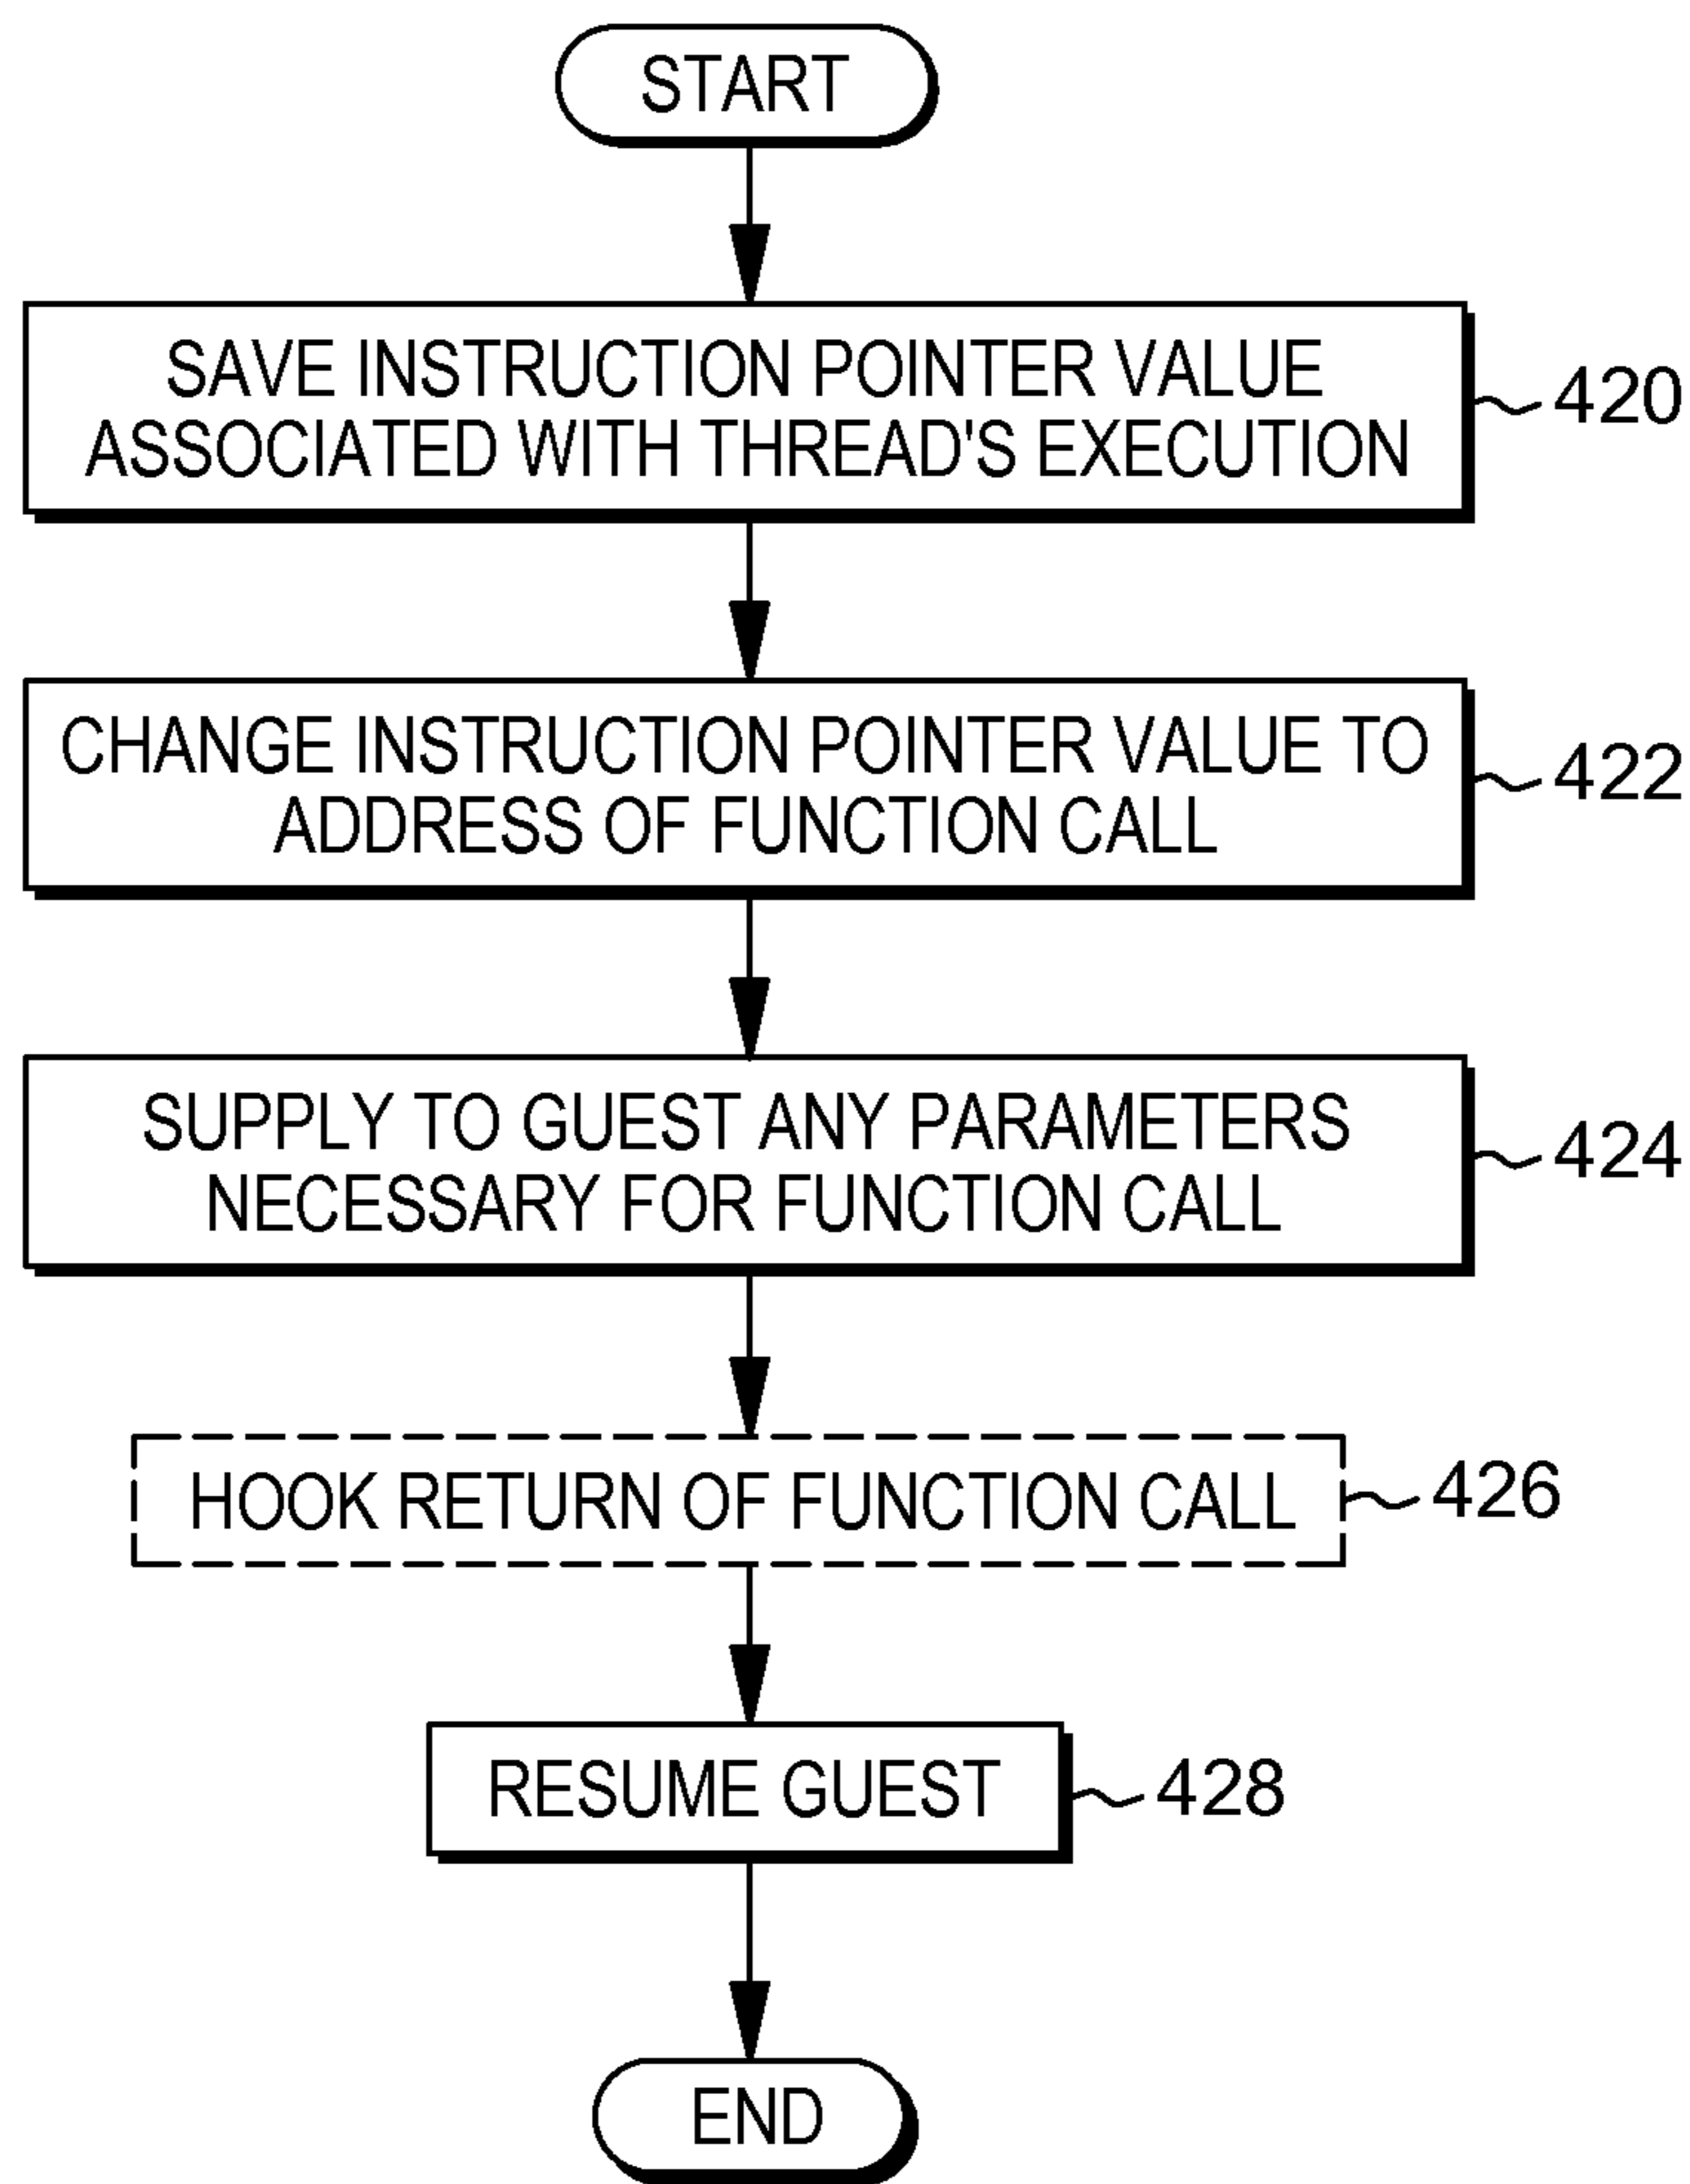 START
SAVE INSTRUCTION POINTER VALUE
ASSOCIATED WITH THREAD'S EXECUTION
420
CHANGE INSTRUCTION POINTER VALUE TO
ADDRESS OF FUNCTION CALL
422
SUPPLY TO GUEST ANY PARAMETERS
NECESSARY FOR FUNCTION CALL
424
HOOK RETURN OF FUNCTION CALL
426
RESUME GUEST
428
END